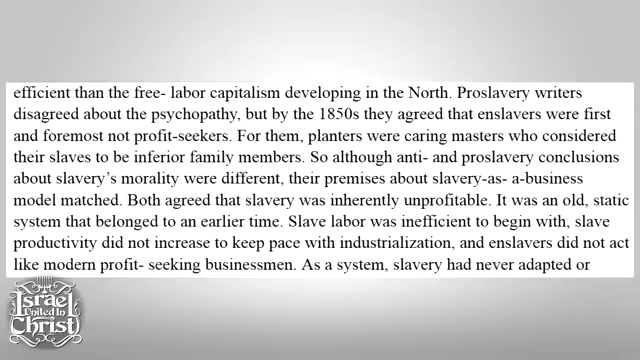 efficient than the free- labor capitalism developing in the North. Proslavery writers
disagreed about the psychopathy, but by the 1850s they agreed that enslavers were first
and foremost not profit-seekers. For them, planters were caring masters who considered
their slaves to be inferior family members. So although anti- and proslavery conclusions
about slavery’s morality were different, their premises about slavery-as- a-business
model matched. Both agreed that slavery was inherently unprofitable. It was an old, static
system that belonged to an earlier time. Slave labor was inefficient to begin with, slave
productivity did not increase to keep pace with industrialization, and enslavers did not act
like modern profit- seeking businessmen. As a system, slavery had never adapted or
Israel
United In
Christ